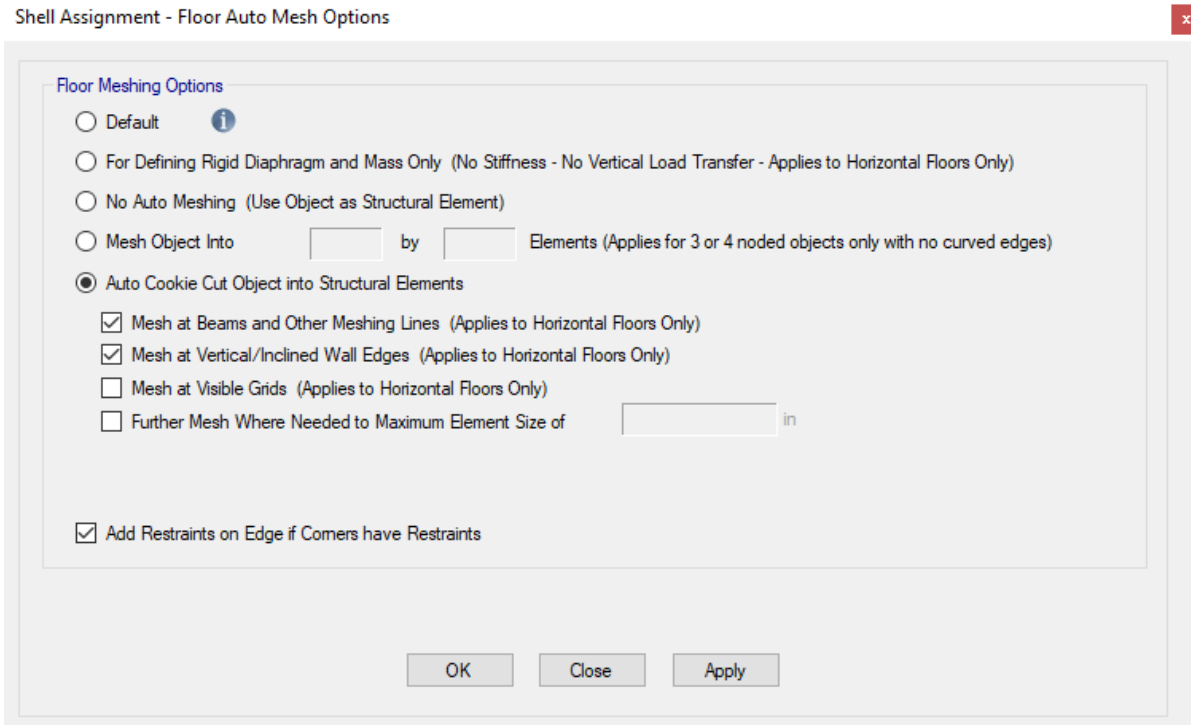 Shell Assignment - Floor Auto Mesh Options
x
Floor Meshing Options
Default i
For Defining Rigid Diaphragm and Mass Only (No Stiffness - No Vertical Load Transfer - Applies to Horizontal Floors Only)
No Auto Meshing (Use Object as Structural Element)
Mesh Object Into by Elements (Applies for 3 or 4 noded objects only with no curved edges)
Auto Cookie Cut Object into Structural Elements
Mesh at Beams and Other Meshing Lines (Applies to Horizontal Floors Only)
Mesh at Vertical/Inclined Wall Edges (Applies to Horizontal Floors Only)
Mesh at Visible Grids (Applies to Horizontal Floors Only)
Further Mesh Where Needed to Maximum Element Size of in
Add Restraints on Edge if Corners have Restraints
OK Close Apply